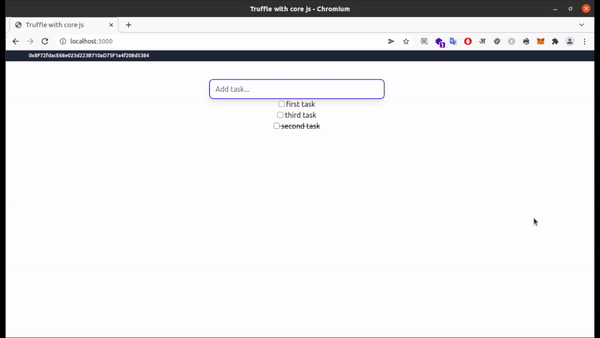 Truffle with core js - Chromium
Truffle with core js
localhost:3000
0x8F72fdacE68e023d223B710aD75F1a4f208d5384
Add task...
first task
third task
second task